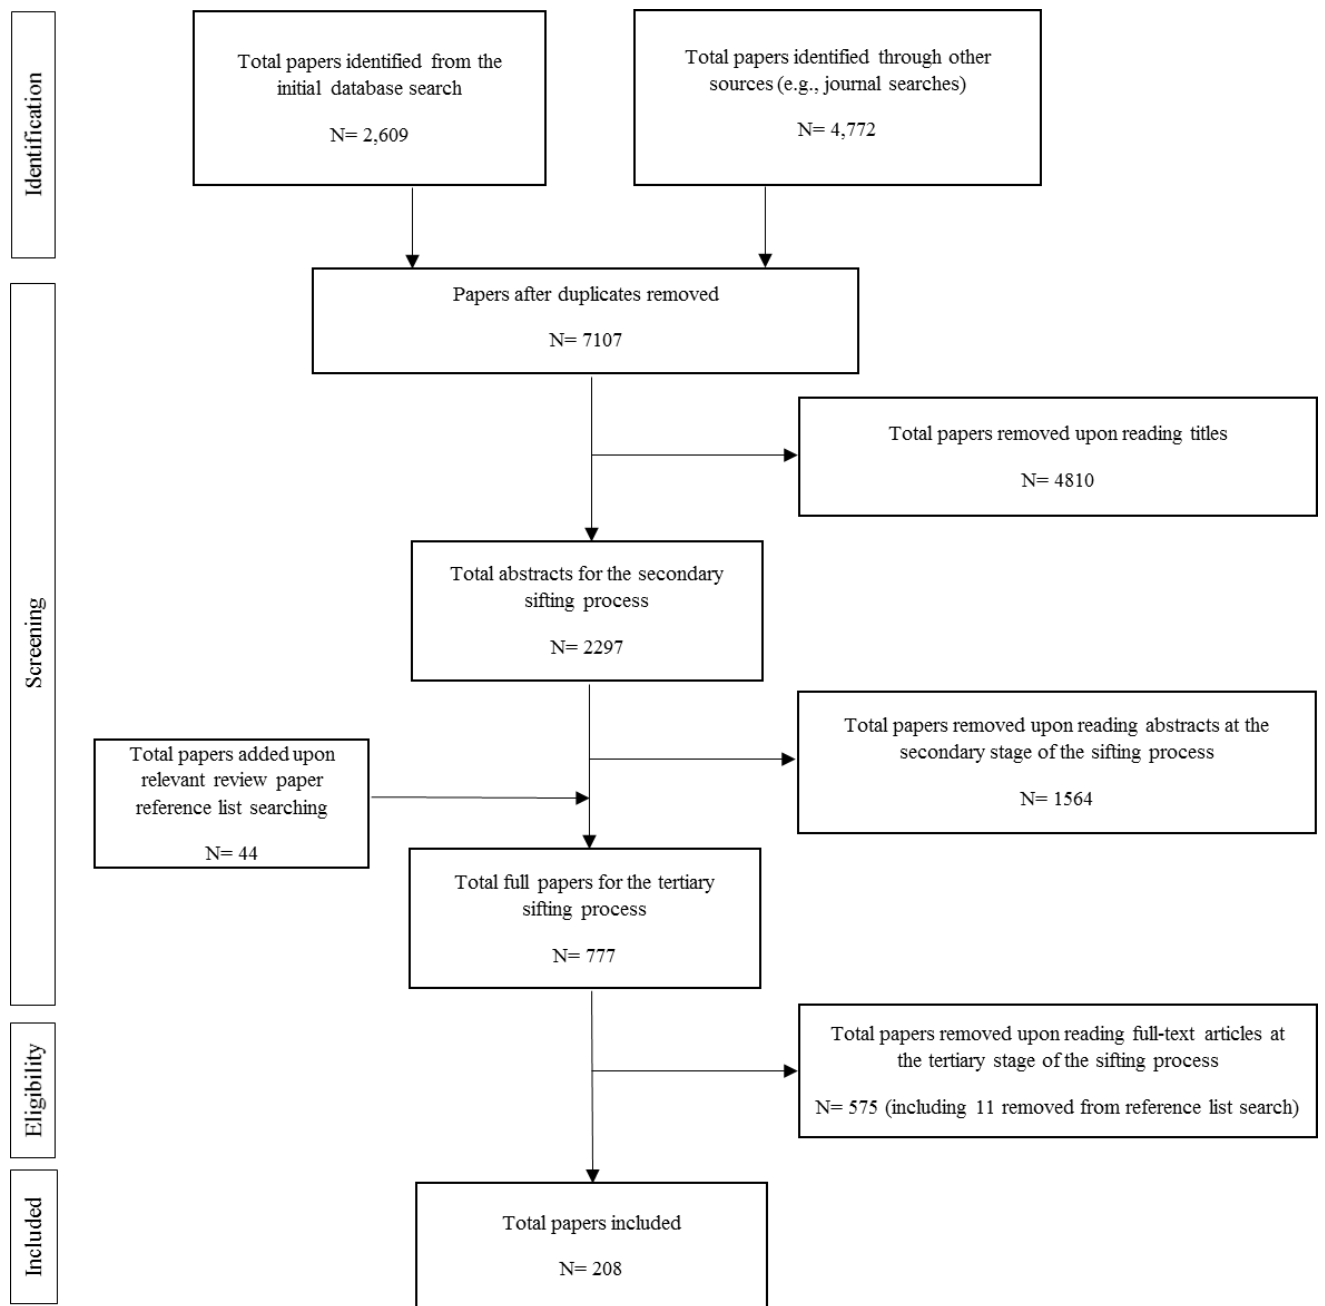 Identification
Total papers identified from the
initial database search
N= 2,609
Total papers identified through other
sources (e.g., journal searches)
N= 4,772
Screening
Papers after duplicates removed
N= 7107
Total papers removed upon reading titles
N= 4810
Total abstracts for the secondary
sifting process
N= 2297
Total papers removed upon reading abstracts at the
secondary stage of the sifting process
N= 1564
Total papers added upon
relevant review paper
reference list searching
N= 44
Total full papers for the tertiary
sifting process
N= 777
Eligibility
Total papers removed upon reading full-text articles at
the tertiary stage of the sifting process
N= 575 (including 11 removed from reference list search)
Included
Total papers included
N= 208